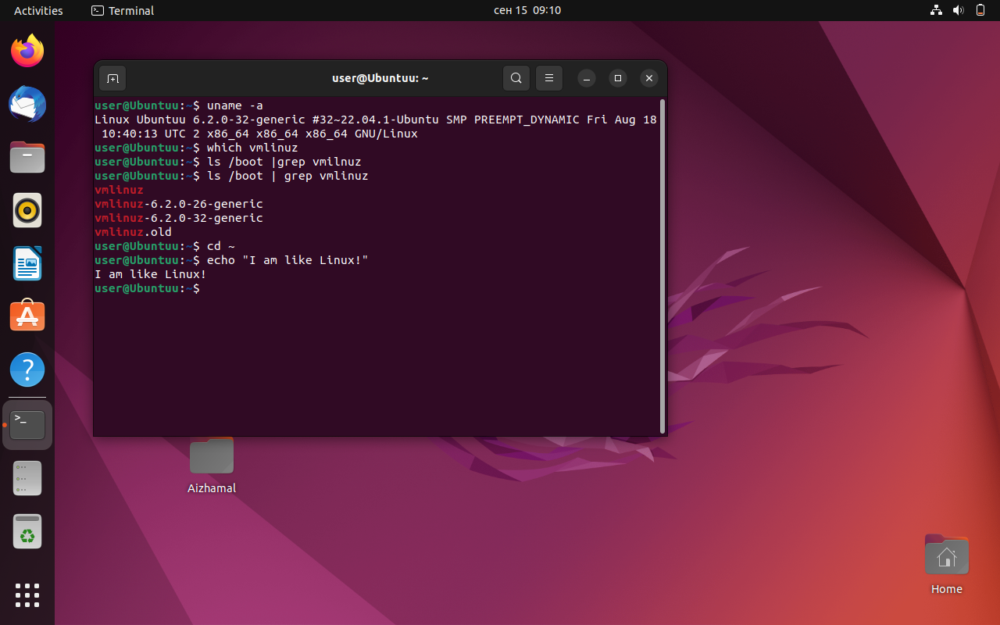 Activities Terminal сен 15 09:10
user@Ubuntuu: ~
user@Ubuntuu:~$ uname -a
Linux Ubuntuu 6.2.0-32-generic #32~22.04.1-Ubuntu SMP PREEMPT_DYNAMIC Fri Aug 18
10:40:13 UTC 2 x86_64 x86_64 x86_64 GNU/Linux
user@Ubuntuu:~$ which vmlinuz
user@Ubuntuu:~$ ls /boot |grep vmilnuz
user@Ubuntuu:~$ ls /boot | grep vmlinuz
vmlinuz
vmlinuz-6.2.0-26-generic
vmlinuz-6.2.0-32-generic
vmlinuz.old
user@Ubuntuu:~$ cd ~
user@Ubuntuu:~$ echo "I am like Linux!"
I am like Linux!
user@Ubuntuu:~$
Aizhamal
Home